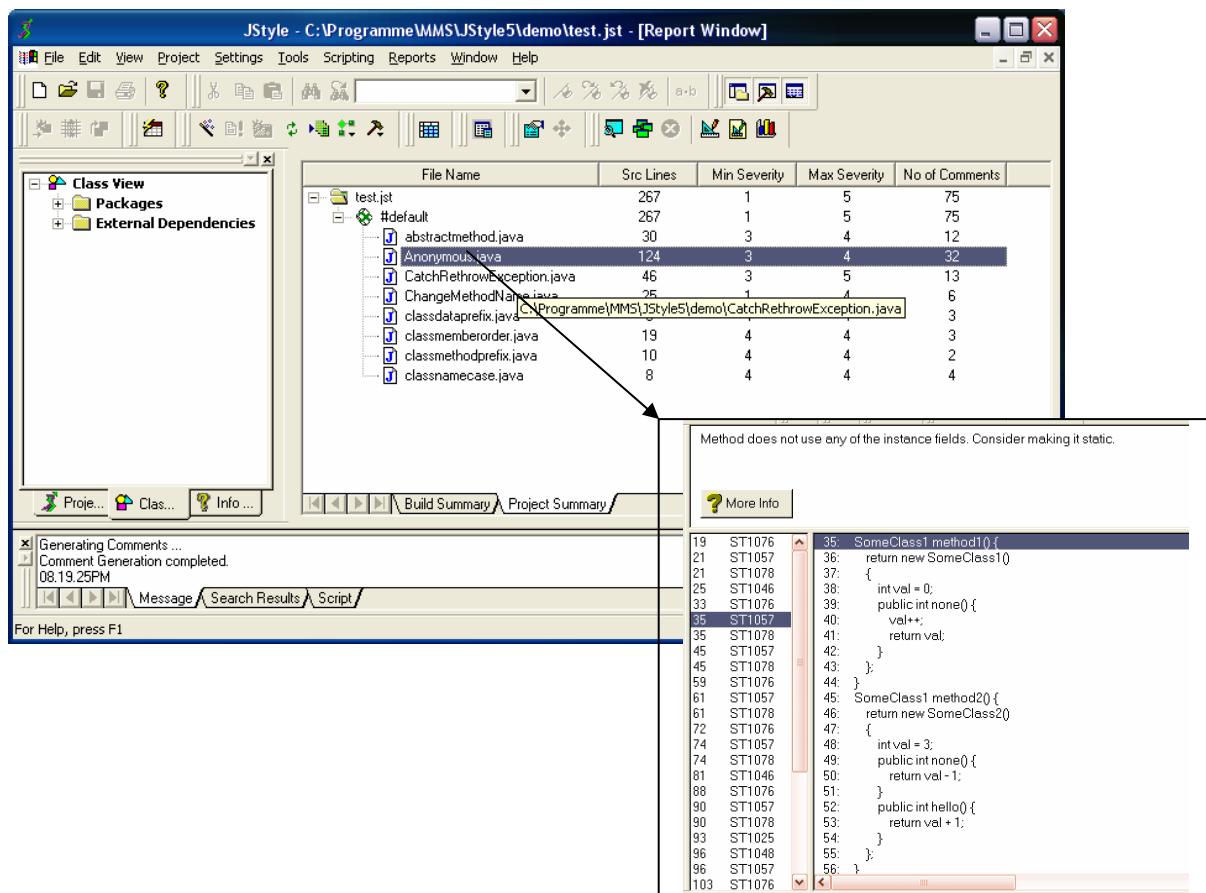 JStyle - C:\Programme\MMS\JStyle5\demo\test.jst - [Report Window]
File Edit View Project Settings Tools Scripting Reports Window Help
a+b
Class View
Packages
External Dependencies
File Name Src Lines Min Severity Max Severity No of Comments
test.jst 267 1 5 75
#default 267 1 5 75
abstractmethod.java 30 3 4 12
Anonymous.java 124 3 4 32
CatchRethrowException.java 46 3 5 13
ChangeMethodName.java 25 1 4 6
C:\Programme\MMS\JStyle5\demo\CatchRethrowException.java
classdataprefix.java 3
classmemberorder.java 19 4 4 3
classmethodprefix.java 10 4 4 2
classnamecase.java 8 4 4 4
Proje... Clas... Info ...
Build Summary Project Summary
Generating Comments ...
Comment Generation completed.
08.19.25PM
Message Search Results Script
For Help, press F1
Method does not use any of the instance fields. Consider making it static.
More Info
19 ST1076
21 ST1057
21 ST1078
25 ST1046
33 ST1076
35 ST1057
35 ST1078
45 ST1057
45 ST1078
59 ST1076
61 ST1057
61 ST1078
72 ST1076
74 ST1057
74 ST1078
81 ST1046
88 ST1076
90 ST1057
90 ST1078
93 ST1025
96 ST1048
96 ST1057
103 ST1076
35: SomeClass1 method1() {
36: return new SomeClass1()
37: {
38: int val = 0;
39: public int none() {
40: val++;
41: return val;
42: }
43: };
44: }
45: SomeClass1 method2() {
46: return new SomeClass2()
47: {
48: int val = 3;
49: public int none() {
50: return val - 1;
51: }
52: public int hello() {
53: return val + 1;
54: }
55: };
56: }